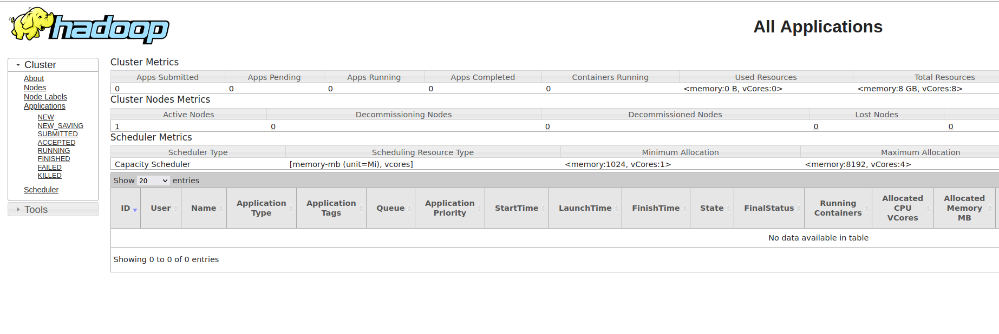 hadoop
All Applications
Cluster
About
Nodes
Node Labels
Applications
NEW
NEW_SAVING
SUBMITTED
ACCEPTED
RUNNING
FINISHED
FAILED
KILLED
Scheduler
Tools
Cluster Metrics
Apps Submitted Apps Pending Apps Running Apps Completed Containers Running Used Resources Total Resources
0 0 0 0 0 <memory:0 B, vCores:0> <memory:8 GB, vCores:8>
Cluster Nodes Metrics
Active Nodes Decommissioning Nodes Decommissioned Nodes Lost Nodes
1 0 0 0 0
Scheduler Metrics
Scheduler Type Scheduling Resource Type Minimum Allocation Maximum Allocation
Capacity Scheduler [memory-mb (unit=Mi), vcores] <memory:1024, vCores:1> <memory:8192, vCores:4>
Show 20 entries
ID User Name Application Type Application Tags Queue Application Priority StartTime LaunchTime FinishTime State FinalStatus Running Containers Allocated CPU VCores Allocated Memory MB
No data available in table
Showing 0 to 0 of 0 entries